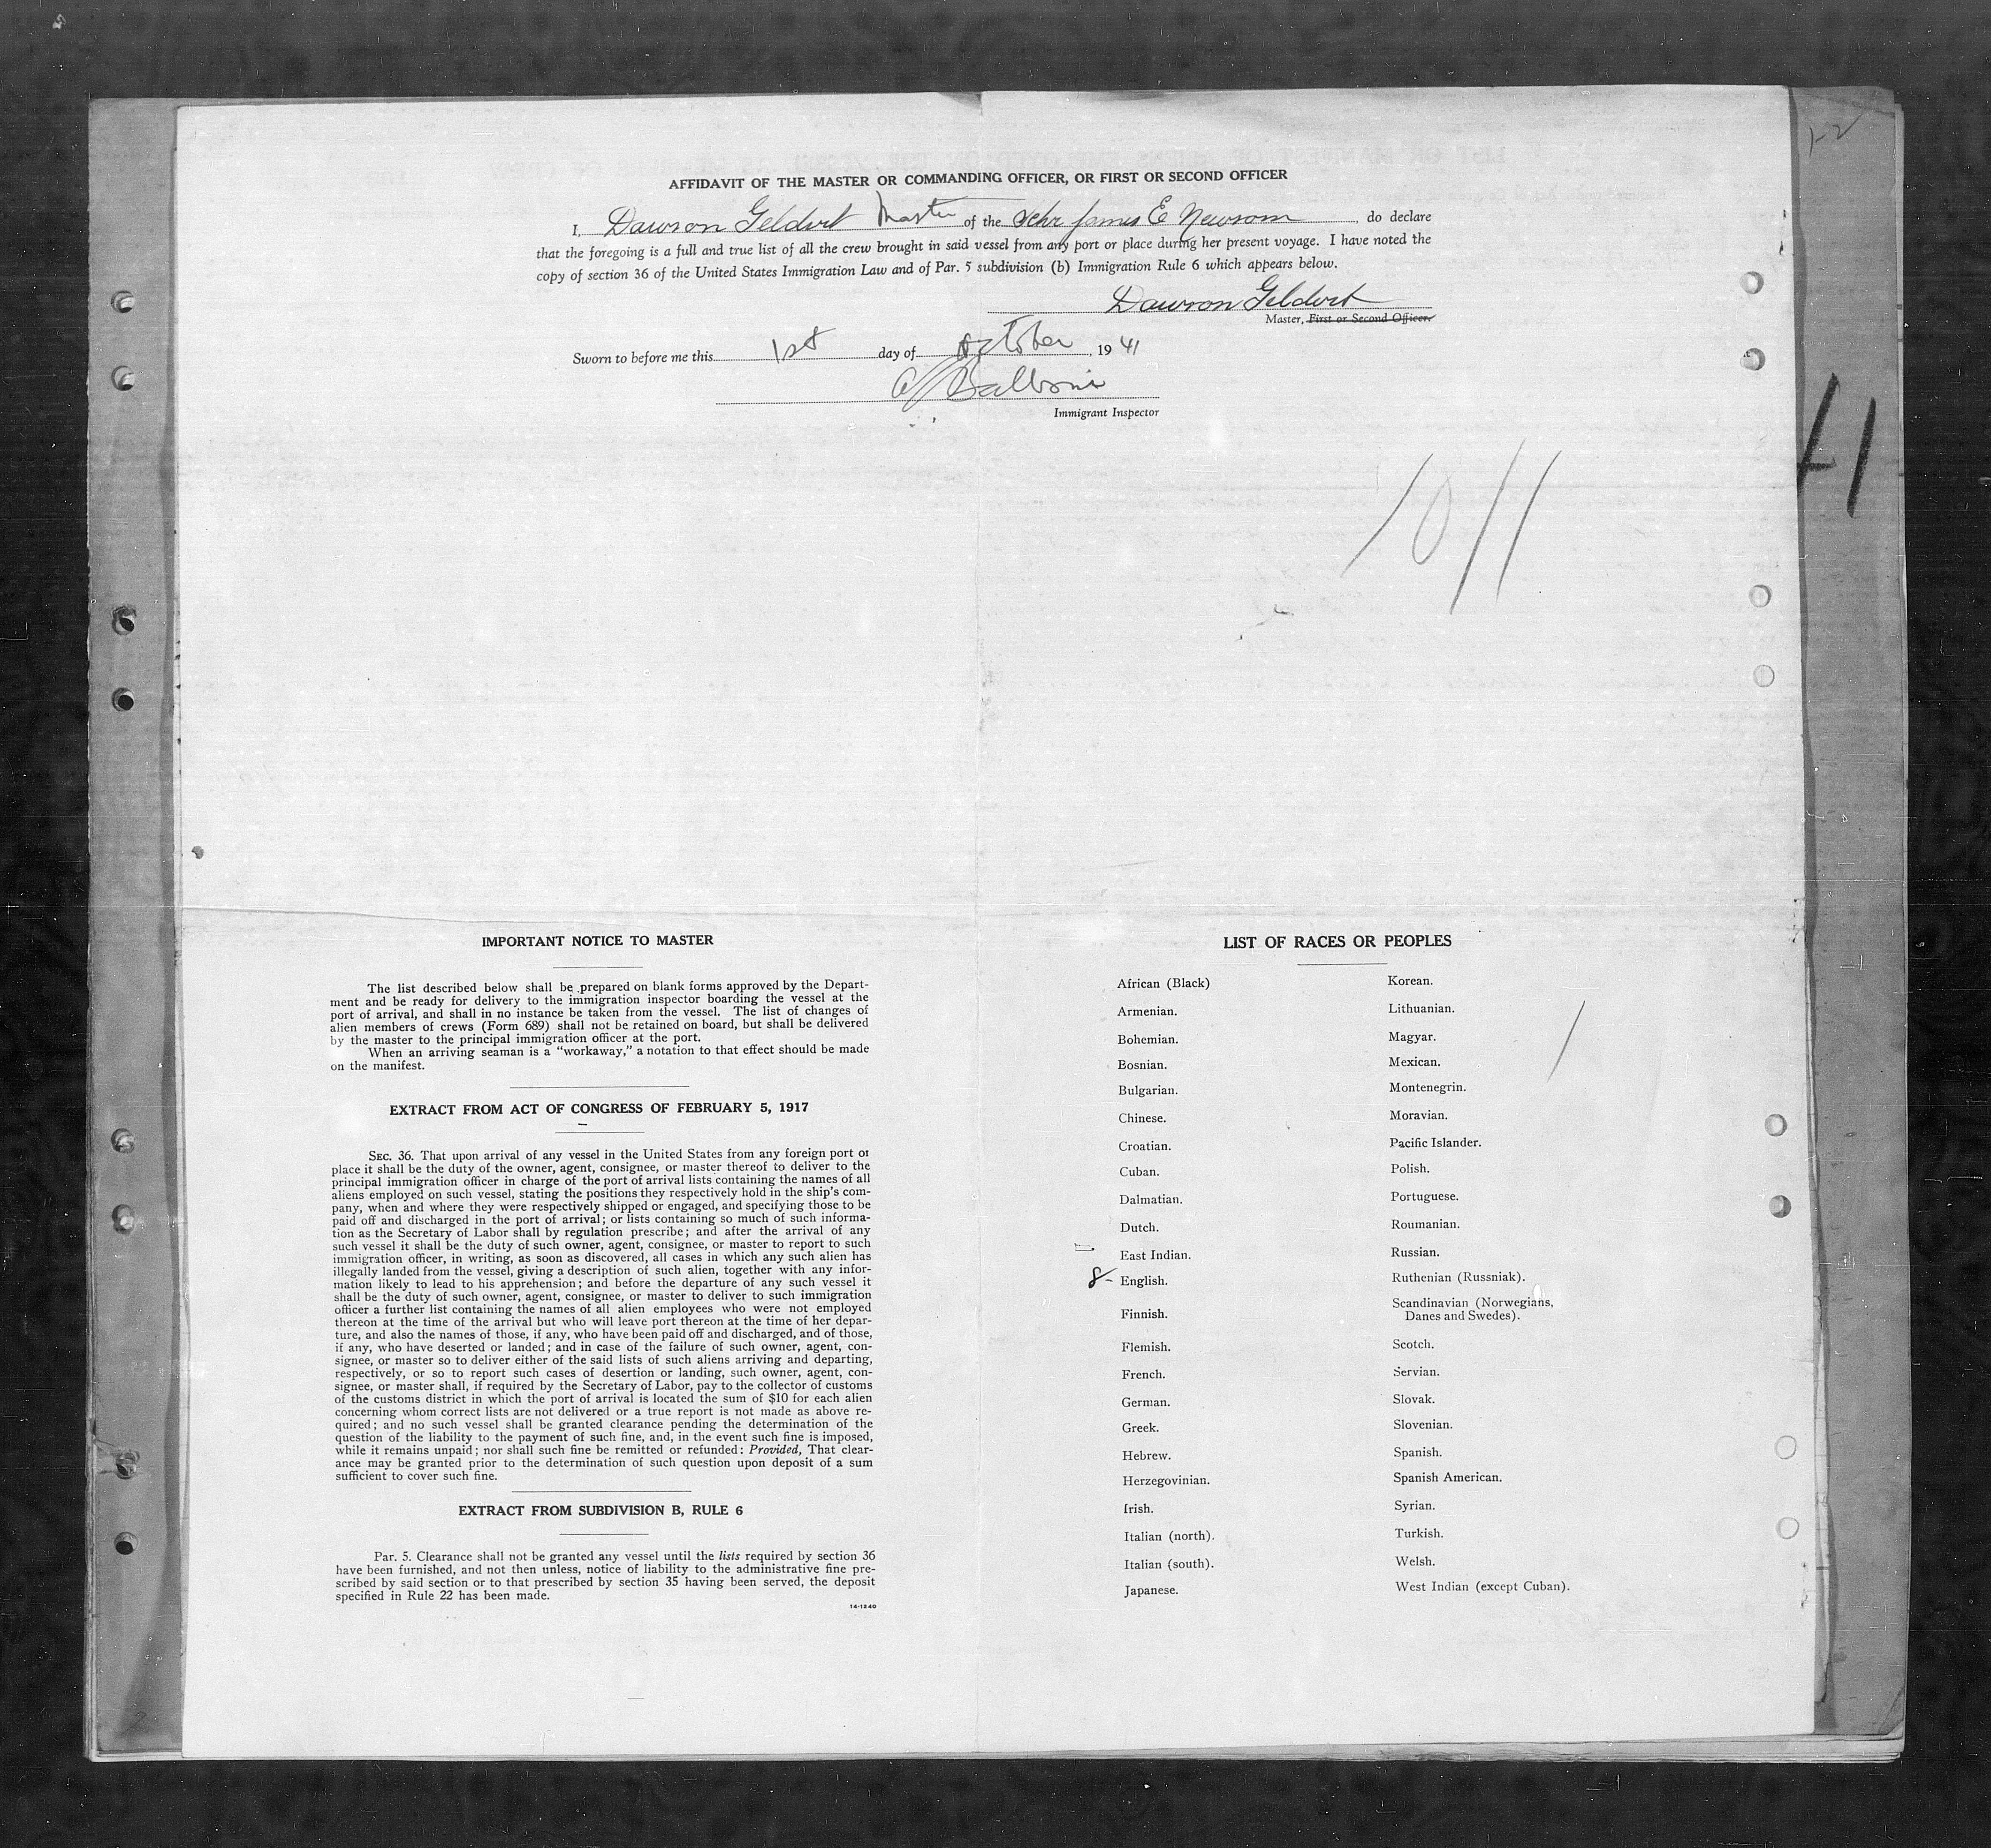 AFFIDAVIT OF THE MASTER OR COMMANDING OFFICER, OR FIRST OR SECOND OFFICER
I, Dawson Geldert Master of the Schr James E Newsom, do declare
that the foregoing is a full and true list of all the crew brought in said vessel from any port or place during her present voyage. I have noted the
copy of section 36 of the United States Immigration Law and of Par. 5 subdivision (b) Immigration Rule 6 which appears below.
Dawson Geldert
Master, First or Second Officer.
Sworn to before me this 1st day of October, 1941
Immigrant Inspector
10/1
IMPORTANT NOTICE TO MASTER
The list described below shall be prepared on blank forms approved by the Depart-
ment and be ready for delivery to the immigration inspector boarding the vessel at the
port of arrival, and shall in no instance be taken from the vessel. The list of changes of
alien members of crews (Form 689) shall not be retained on board, but shall be delivered
by the master to the principal immigration officer at the port.
When an arriving seaman is a "workaway," a notation to that effect should be made
on the manifest.
EXTRACT FROM ACT OF CONGRESS OF FEBRUARY 5, 1917
SEC. 36. That upon arrival of any vessel in the United States from any foreign port or
place it shall be the duty of the owner, agent, consignee, or master thereof to deliver to the
principal immigration officer in charge of the port of arrival lists containing the names of all
aliens employed on such vessel, stating the positions they respectively hold in the ship's com-
pany, when and where they were respectively shipped or engaged, and specifying those to be
paid off and discharged in the port of arrival; or lists containing so much of such informa-
tion as the Secretary of Labor shall by regulation prescribe; and after the arrival of any
such vessel it shall be the duty of such owner, agent, consignee, or master to report to such
immigration officer, in writing, as soon as discovered, all cases in which any such alien has
illegally landed from the vessel, giving a description of such alien, together with any infor-
mation likely to lead to his apprehension; and before the departure of any such vessel it
shall be the duty of such owner, agent, consignee, or master to deliver to such immigration
officer a further list containing the names of all alien employees who were not employed
thereon at the time of the arrival but who will leave port thereon at the time of her depar-
ture, and also the names of those, if any, who have been paid off and discharged, and of those,
if any, who have deserted or landed; and in case of the failure of such owner, agent, con-
signee, or master so to deliver either of the said lists of such aliens arriving and departing,
respectively, or so to report such cases of desertion or landing, such owner, agent, con-
signee, or master shall, if required by the Secretary of Labor, pay to the collector of customs
of the customs district in which the port of arrival is located the sum of $10 for each alien
concerning whom correct lists are not delivered or a true report is not made as above re-
quired; and no such vessel shall be granted clearance pending the determination of the
question of the liability to the payment of such fine, and, in the event such fine is imposed,
while it remains unpaid; nor shall such fine be remitted or refunded: Provided, That clear-
ance may be granted prior to the determination of such question upon deposit of a sum
sufficient to cover such fine.
EXTRACT FROM SUBDIVISION B, RULE 6
Par. 5. Clearance shall not be granted any vessel until the lists required by section 36
have been furnished, and not then unless, notice of liability to the administrative fine pre-
scribed by said section or to that prescribed by section 35 having been served, the deposit
specified in Rule 22 has been made.
14-1240
LIST OF RACES OR PEOPLES
African (Black)
Armenian.
Bohemian.
Bosnian.
Bulgarian.
Chinese.
Croatian.
Cuban.
Dalmatian.
Dutch.
East Indian.
8- English.
Finnish.
Flemish.
French.
German.
Greek.
Hebrew.
Herzegovinian.
Irish.
Italian (north).
Italian (south).
Japanese.
Korean.
Lithuanian.
Magyar.
Mexican.
Montenegrin.
Moravian.
Pacific Islander.
Polish.
Portuguese.
Roumanian.
Russian.
Ruthenian (Russniak).
Scandinavian (Norwegians,
Danes and Swedes).
Scotch.
Servian.
Slovak.
Slovenian.
Spanish.
Spanish American.
Syrian.
Turkish.
Welsh.
West Indian (except Cuban).